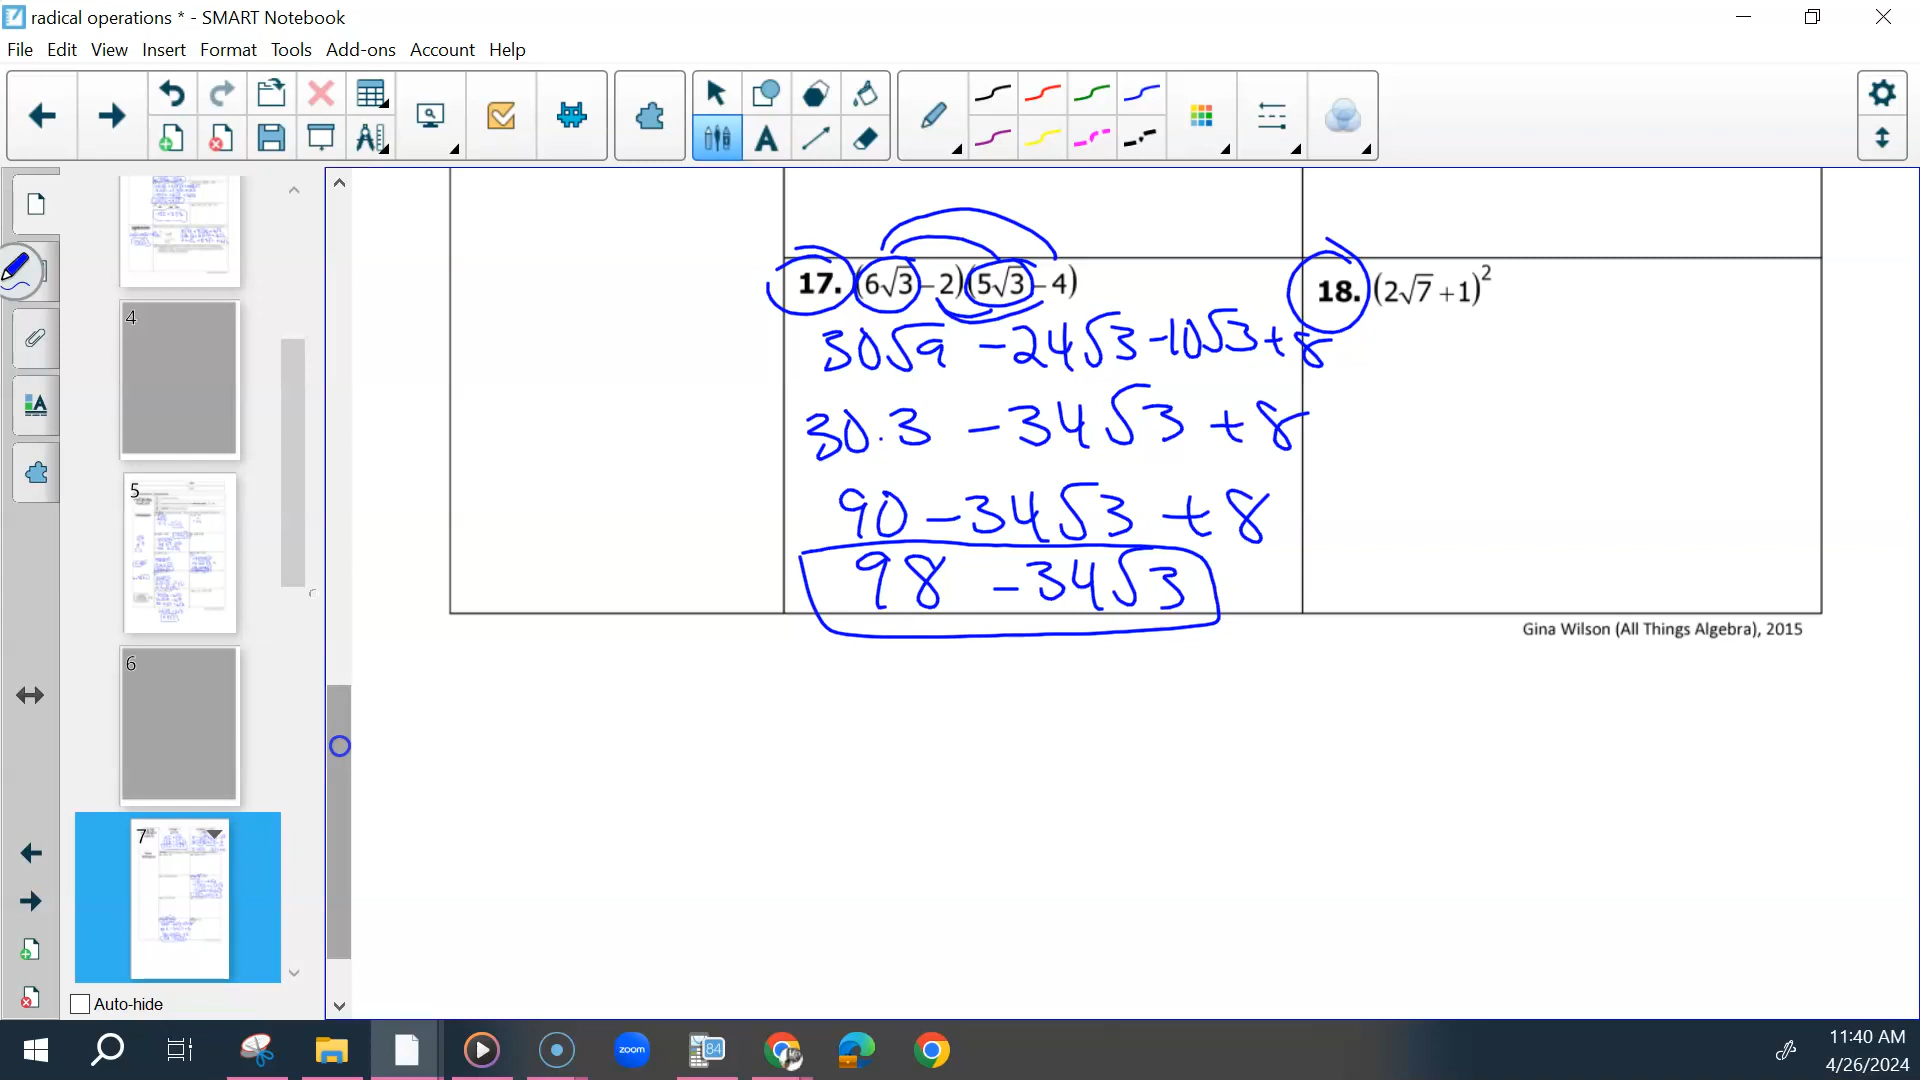 radical operations * - SMART Notebook
File Edit View Insert Format Tools Add-ons Account Help
4
5
6
7
Auto-hide
17. (6√3 – 2)(5√3 – 4)
30√9 – 24√3 – 10√3 + 8
30·3 – 34√3 + 8
90 – 34√3 + 8
98 – 34√3
18. (2√7 + 1)²
Gina Wilson (All Things Algebra), 2015
zoom
84
11:40 AM
4/26/2024